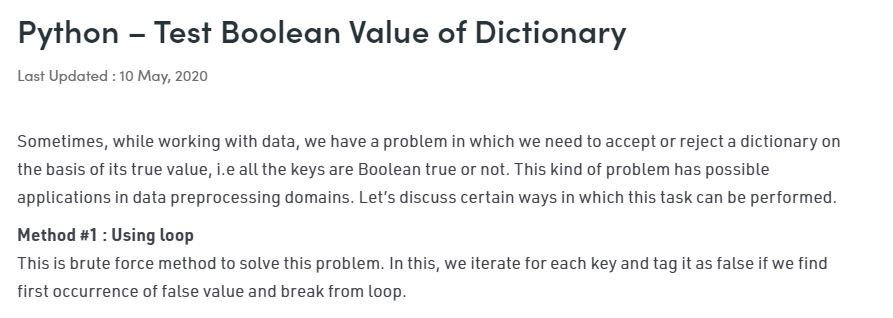 Python – Test Boolean Value of Dictionary
Last Updated : 10 May, 2020
Sometimes, while working with data, we have a problem in which we need to accept or reject a dictionary on
the basis of its true value, i.e all the keys are Boolean true or not. This kind of problem has possible
applications in data preprocessing domains. Let’s discuss certain ways in which this task can be performed.
Method #1 : Using loop
This is brute force method to solve this problem. In this, we iterate for each key and tag it as false if we find
first occurrence of false value and break from loop.